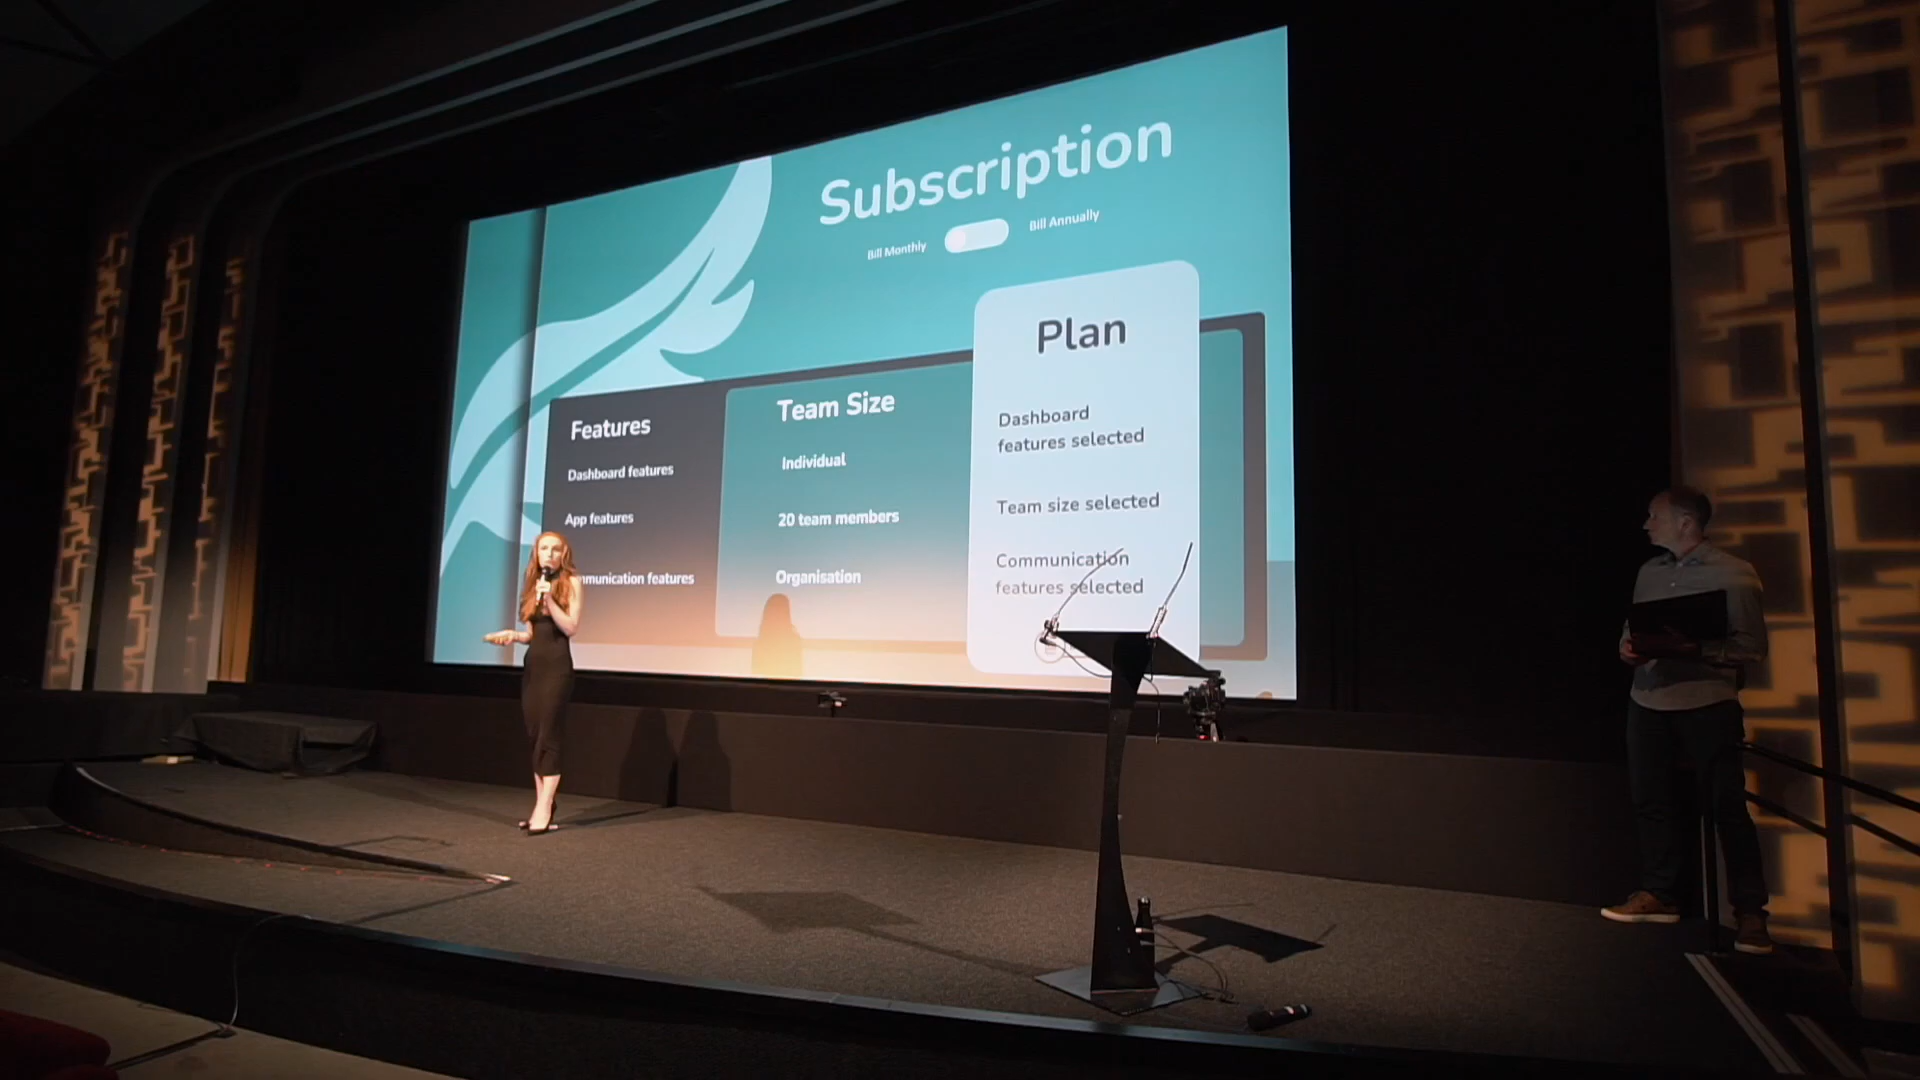 Subscription
Bill Monthly
Bill Annually
Features
Dashboard features
App features
features
Team Size
Individual
20 team members
Organisation
Plan
Dashboard
features selected
Team size selected
Communication
features selected